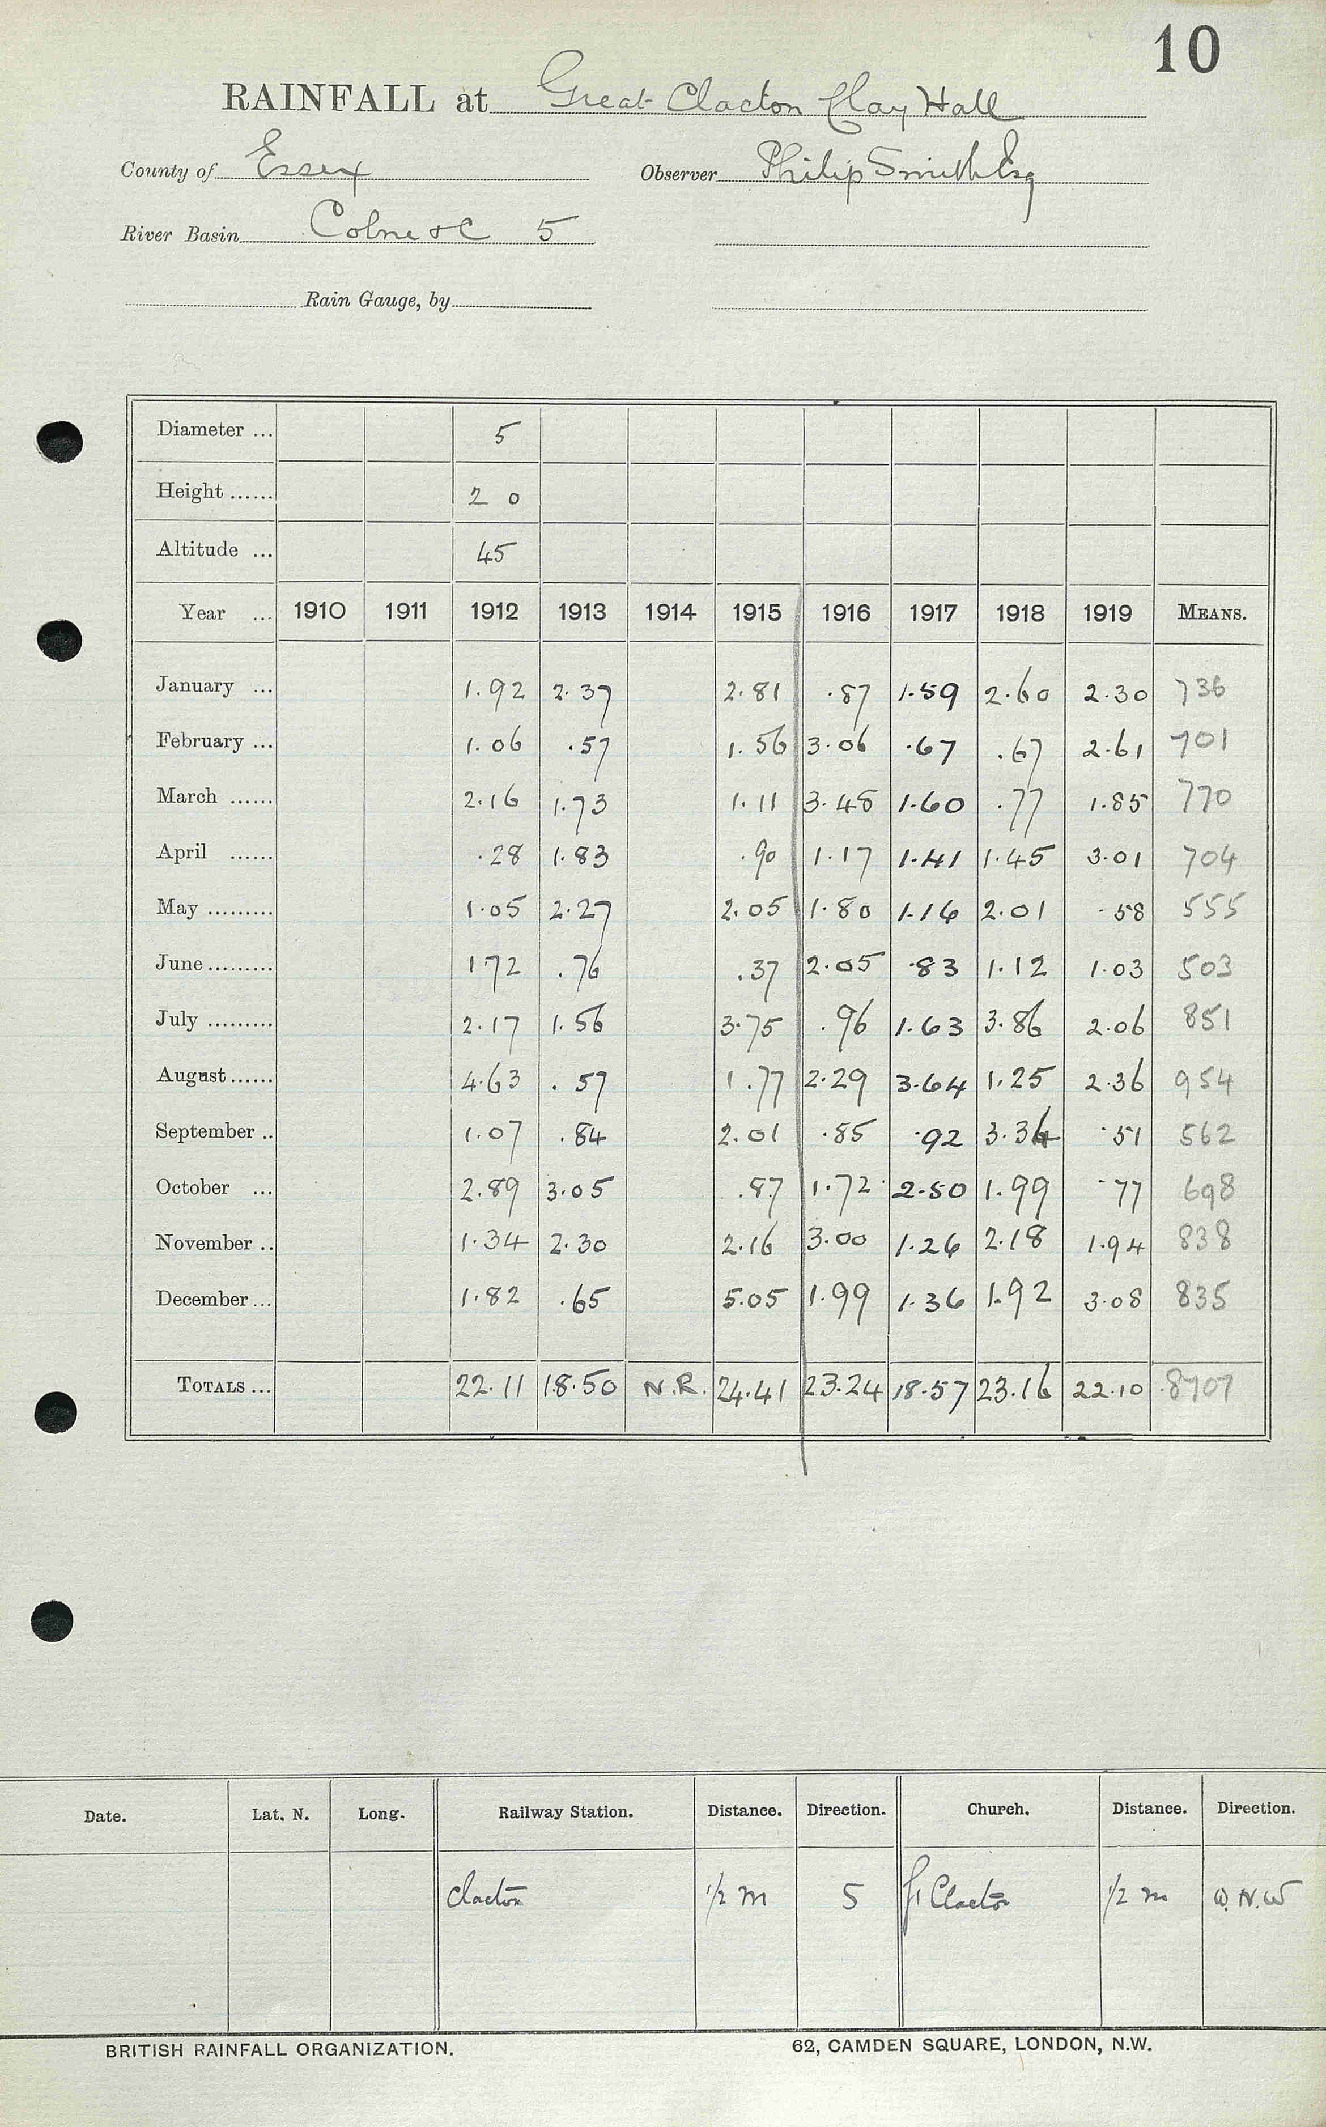 10
RAINFALL at Great Clacton Clay Hall
County of Essex Observer Philip Smith Esq
River Basin Colne &c 5
Rain Gauge, by
Diameter ... 5
Height ...... 2 0
Altitude ... 45
Year ... 1910 1911 1912 1913 1914 1915 1916 1917 1918 1919 MEANS.
January ... 1.92 2.37 2.81 .87 1.59 2.60 2.30 736
February ... 1.06 .57 1.56 3.06 .67 .67 2.61 701
March ...... 2.16 1.73 1.11 3.48 1.60 .77 1.85 770
April ...... .28 1.83 .90 1.17 1.41 1.45 3.01 704
May ......... 1.05 2.27 2.05 1.80 1.16 2.01 .58 555
June ......... 172 .76 .37 2.05 .83 1.12 1.03 503
July ......... 2.17 1.56 3.75 .96 1.63 3.86 2.06 851
August ...... 4.63 .57 1.77 2.29 3.64 1.25 2.36 954
September .. 1.07 .84 2.01 .85 .92 3.34 .51 562
October ... 2.89 3.05 .87 1.72 2.50 1.99 .77 698
November .. 1.34 2.30 2.16 3.00 1.26 2.18 1.94 838
December ... 1.82 .65 5.05 1.99 1.36 1.92 3.08 835
TOTALS ... 22.11 18.50 N.R. 24.41 23.24 18.57 23.16 22.10 8707
Date. Lat. N. Long. Railway Station. Distance. Direction. Church. Distance. Direction.
Clacton 1/2 m S Gt Clacton 1/2 m W.N.W
BRITISH RAINFALL ORGANIZATION. 62, CAMDEN SQUARE, LONDON, N.W.